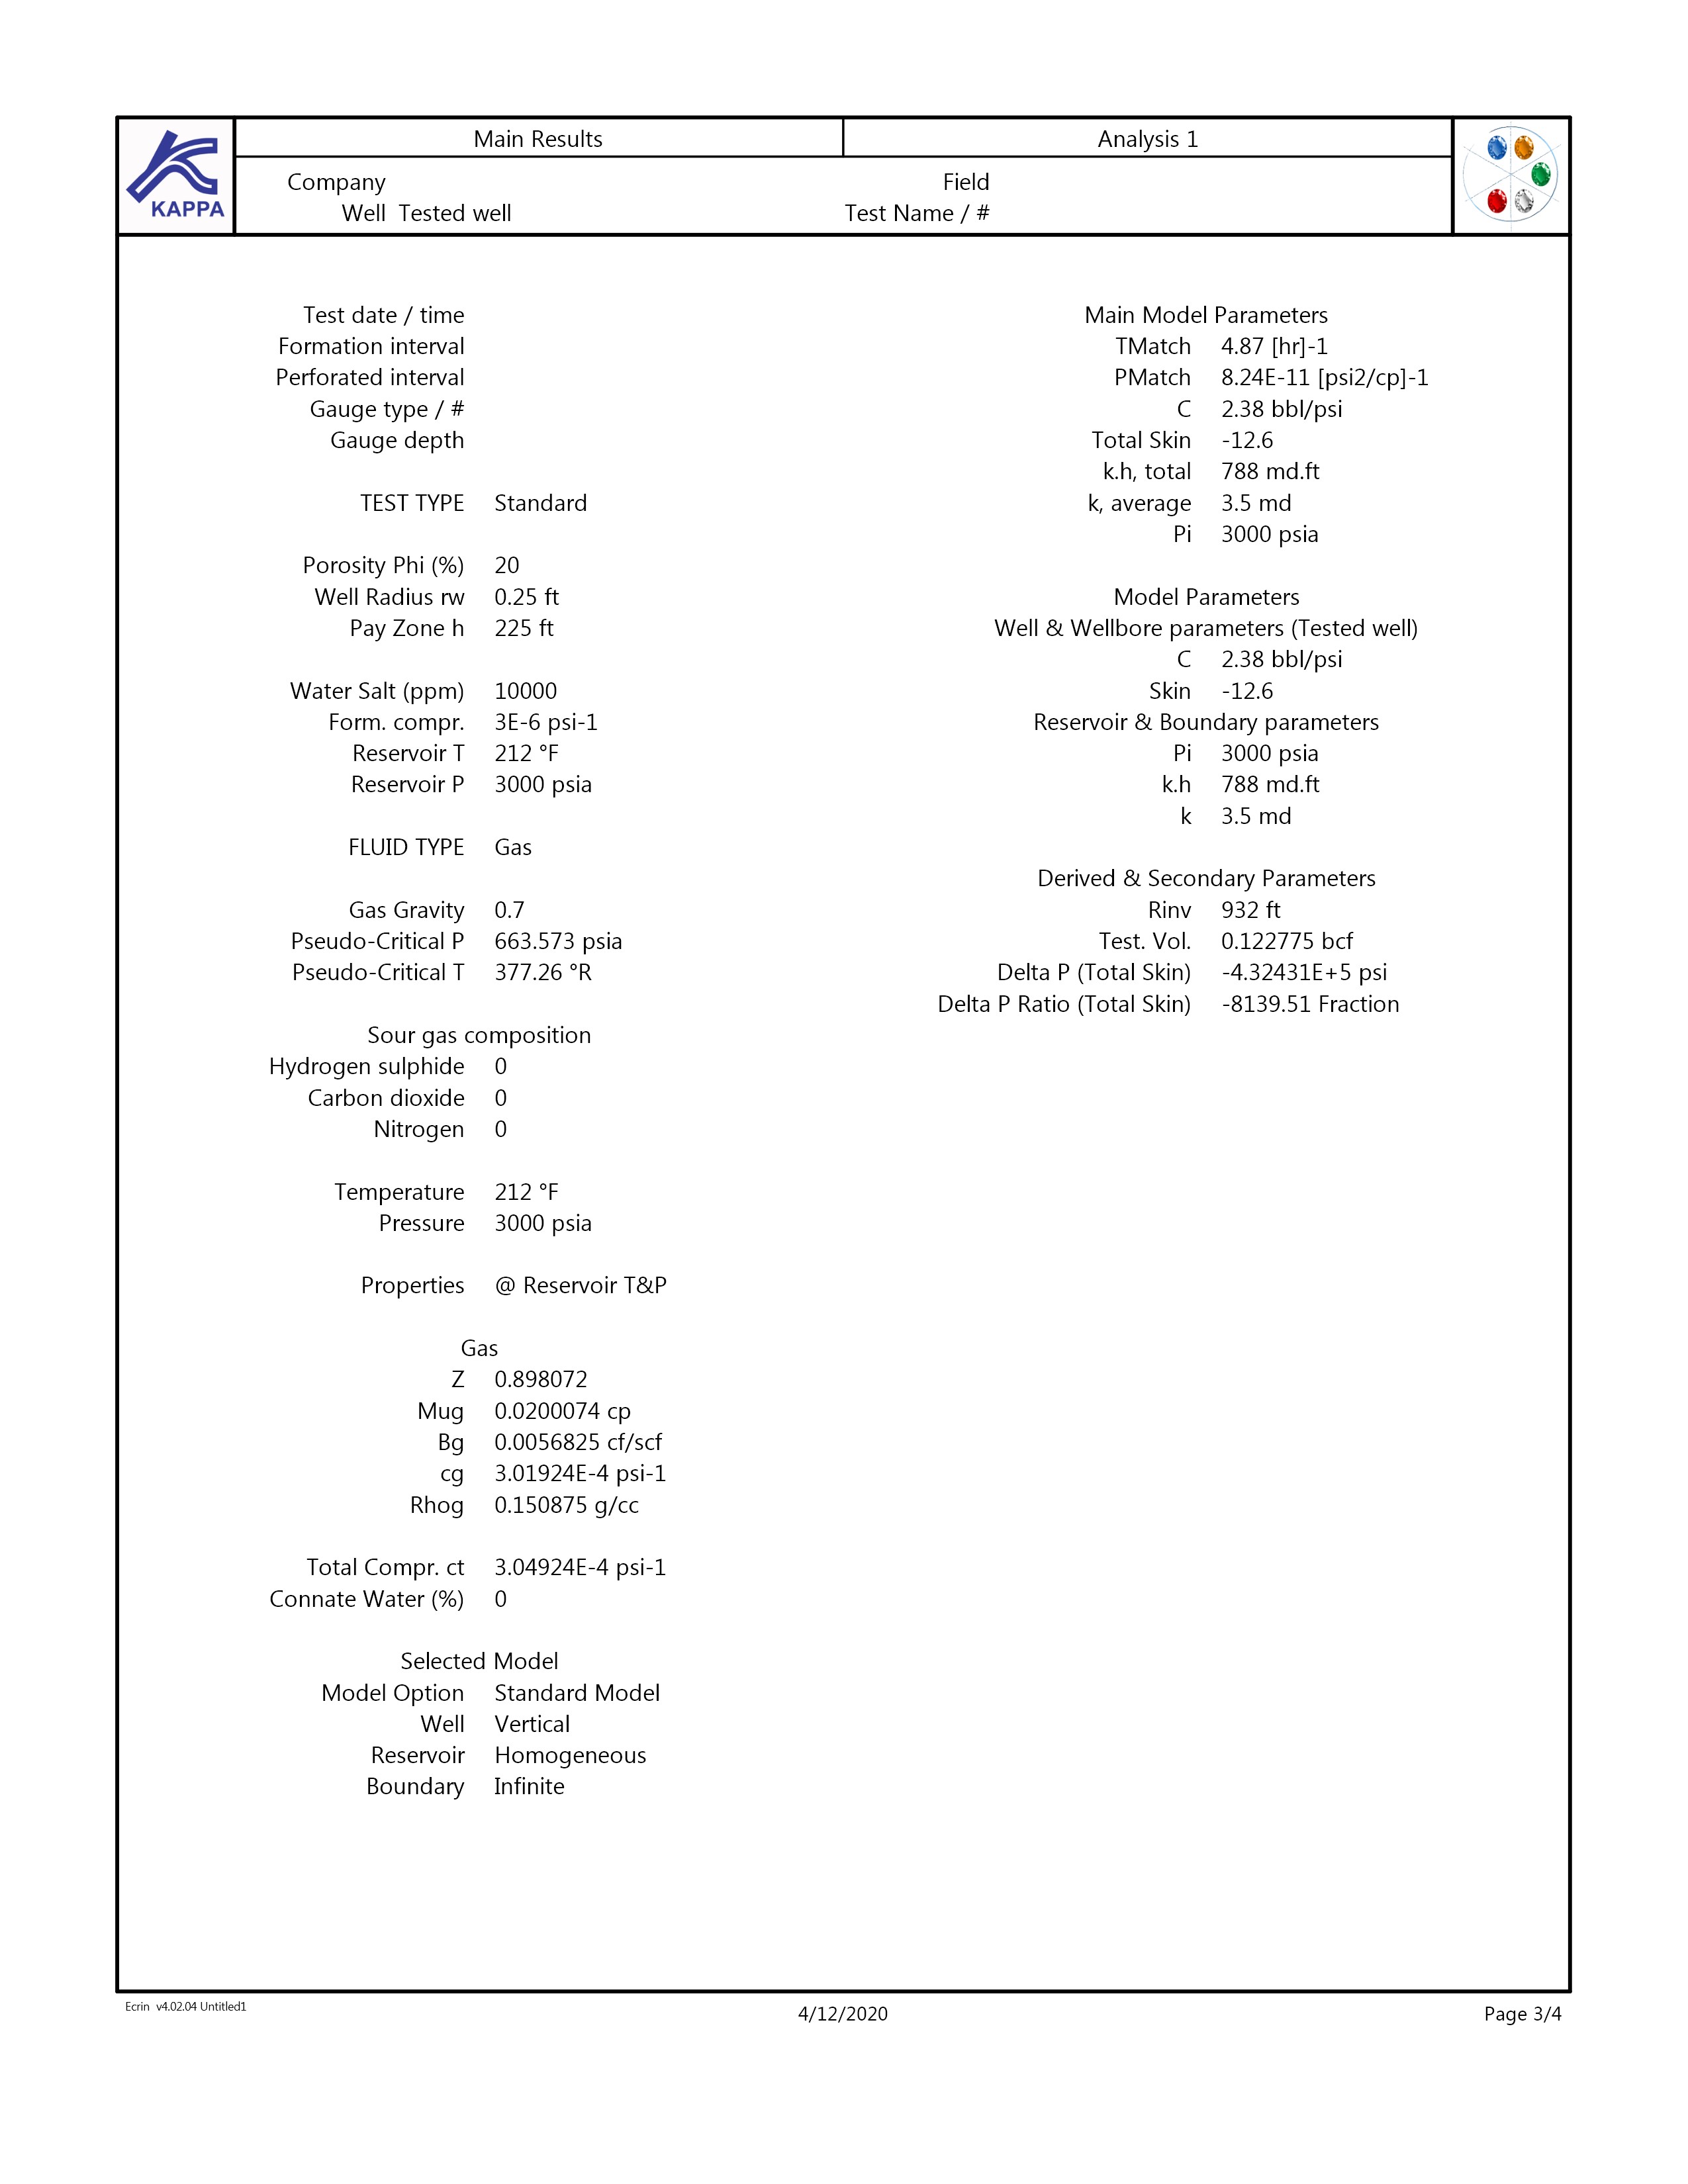 KAPPA
Main Results
Analysis 1
Company
Field
Well Tested well
Test Name / #
Test date / time
Formation interval
Perforated interval
Gauge type / #
Gauge depth
TEST TYPE Standard
Porosity Phi (%) 20
Well Radius rw 0.25 ft
Pay Zone h 225 ft
Water Salt (ppm) 10000
Form. compr. 3E-6 psi-1
Reservoir T 212 °F
Reservoir P 3000 psia
FLUID TYPE Gas
Gas Gravity 0.7
Pseudo-Critical P 663.573 psia
Pseudo-Critical T 377.26 °R
Sour gas composition
Hydrogen sulphide 0
Carbon dioxide 0
Nitrogen 0
Temperature 212 °F
Pressure 3000 psia
Properties @ Reservoir T&P
Gas
Z 0.898072
Mug 0.0200074 cp
Bg 0.0056825 cf/scf
cg 3.01924E-4 psi-1
Rhog 0.150875 g/cc
Total Compr. ct 3.04924E-4 psi-1
Connate Water (%) 0
Selected Model
Model Option Standard Model
Well Vertical
Reservoir Homogeneous
Boundary Infinite
Main Model Parameters
TMatch 4.87 [hr]-1
PMatch 8.24E-11 [psi2/cp]-1
C 2.38 bbl/psi
Total Skin -12.6
k.h, total 788 md.ft
k, average 3.5 md
Pi 3000 psia
Model Parameters
Well & Wellbore parameters (Tested well)
C 2.38 bbl/psi
Skin -12.6
Reservoir & Boundary parameters
Pi 3000 psia
k.h 788 md.ft
k 3.5 md
Derived & Secondary Parameters
Rinv 932 ft
Test. Vol. 0.122775 bcf
Delta P (Total Skin) -4.32431E+5 psi
Delta P Ratio (Total Skin) -8139.51 Fraction
Ecrin v4.02.04 Untitled1
4/12/2020
Page 3/4